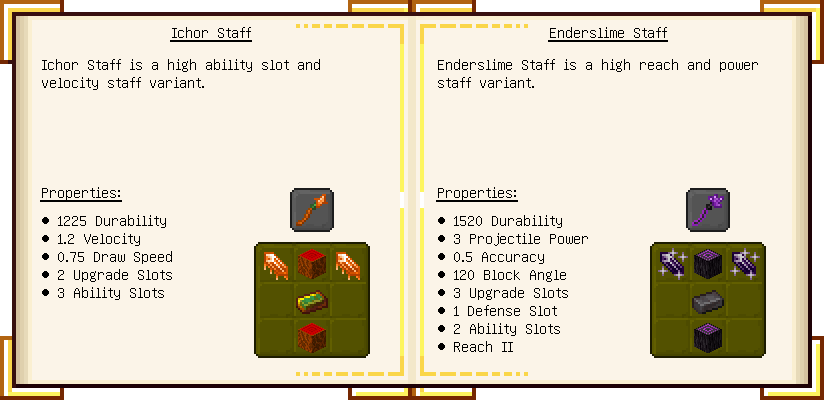 Ichor Staff
Ichor Staff is a high ability slot and
velocity staff variant.
Properties:
● 1225 Durability
● 1.2 Velocity
● 0.75 Draw Speed
● 2 Upgrade Slots
● 3 Ability Slots
Enderslime Staff
Enderslime Staff is a high reach and power
staff variant.
Properties:
● 1520 Durability
● 3 Projectile Power
● 0.5 Accuracy
● 120 Block Angle
● 3 Upgrade Slots
● 1 Defense Slot
● 2 Ability Slots
● Reach II